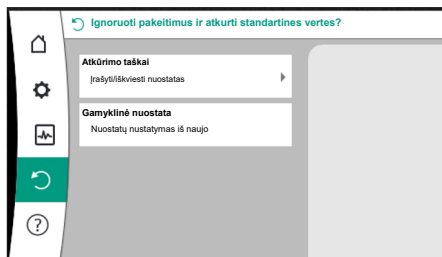 Ignoruoti pakeitimus ir atkurti standartines vertes?
Atkūrimo taškai
Įrašyti/iškviesti nuostatas
Gamyklinė nuostata
Nuostatų nustatymas iš naujo